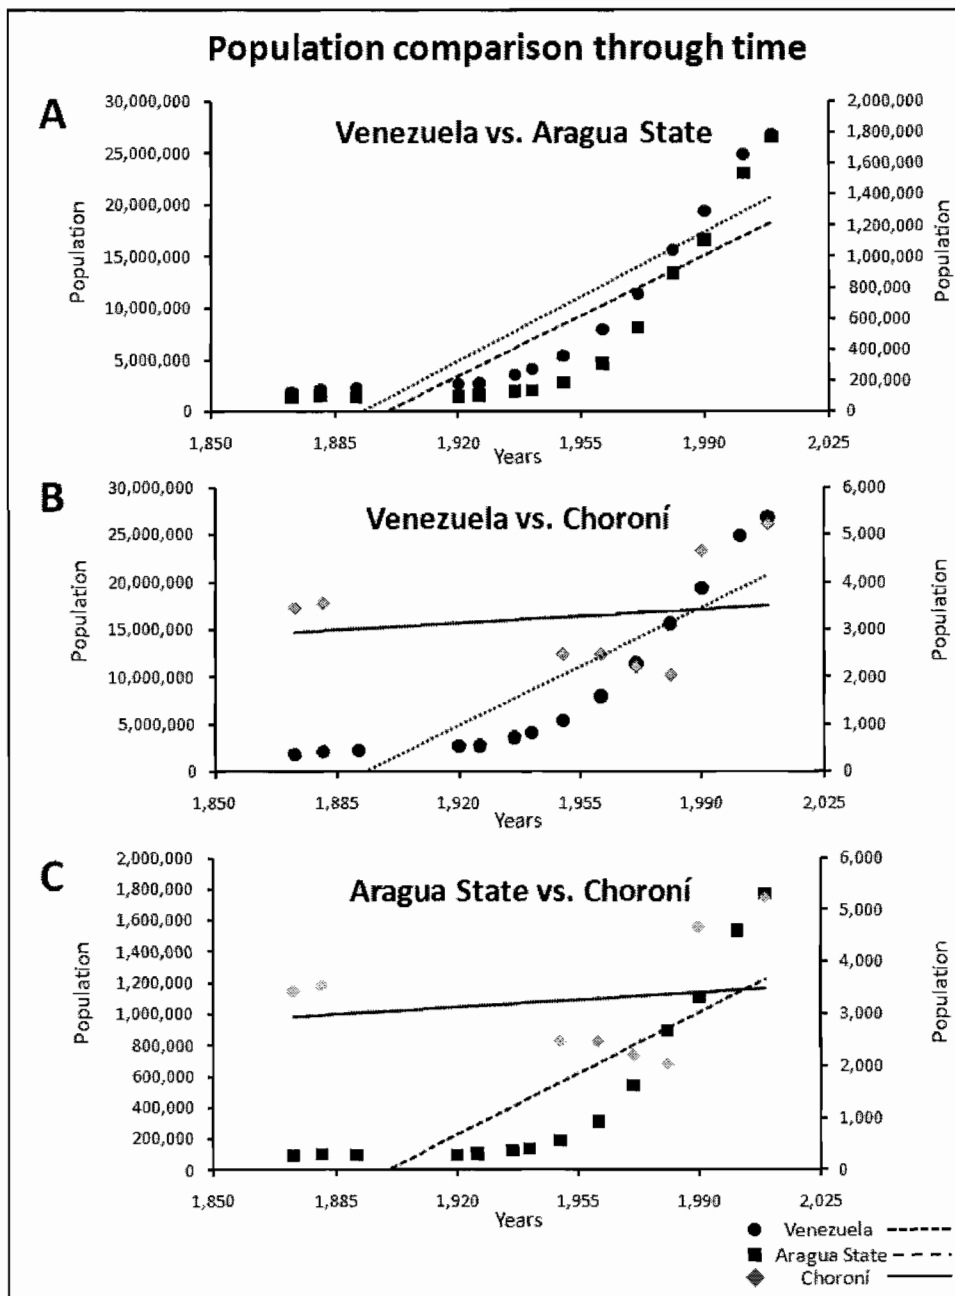 Population comparison through time
A
Venezuela vs. Aragua State
30,000,000
25,000,000
20,000,000
15,000,000
10,000,000
5,000,000
0
Population
2,000,000
1,800,000
1,600,000
1,400,000
1,200,000
1,000,000
800,000
600,000
400,000
200,000
0
Population
1,850 1,885 1,920 1,955 1,990 2,025
Years
B
Venezuela vs. Choroní
30,000,000
25,000,000
20,000,000
15,000,000
10,000,000
5,000,000
0
Population
6,000
5,000
4,000
3,000
2,000
1,000
0
Population
1,850 1,885 1,920 1,955 1,990 2,025
Years
C
Aragua State vs. Choroní
2,000,000
1,800,000
1,600,000
1,400,000
1,200,000
1,000,000
800,000
600,000
400,000
200,000
0
Population
6,000
5,000
4,000
3,000
2,000
1,000
0
Population
1,850 1,885 1,920 1,955 1,990 2,025
Years
Venezuela
Aragua State
Choroní